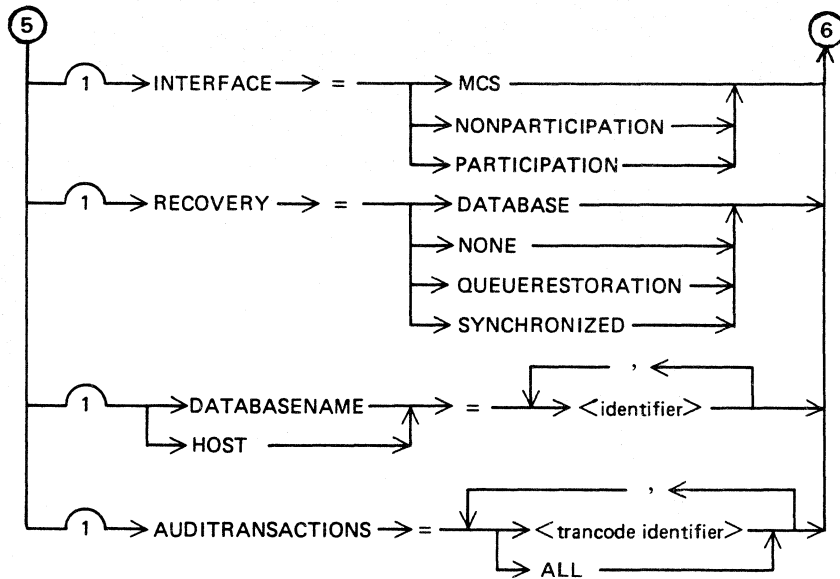 5
6
1 INTERFACE = MCS
NONPARTICIPATION
PARTICIPATION
1 RECOVERY = DATABASE
NONE
QUEUERESTORATION
SYNCHRONIZED
,
1 DATABASENAME = <identifier>
HOST
,
1 AUDITRANSACTIONS = <trancode identifier>
ALL